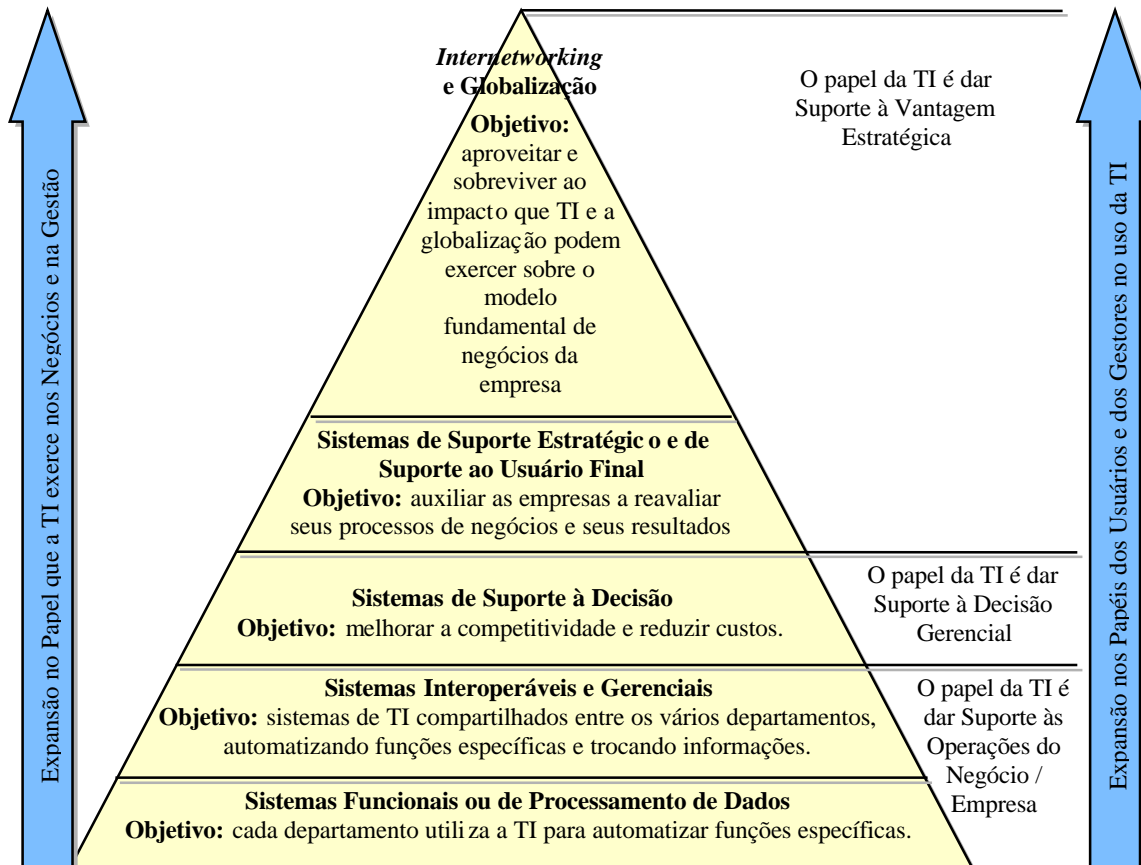 Expansão no Papel que a TI exerce nos Negócios e na Gestão
Internetworking
e Globalização
Objetivo:
aproveitar e
sobreviver ao
impacto que TI e a
globalização podem
exercer sobre o
modelo
fundamental de
negócios da
empresa
Sistemas de Suporte Estratégico e de
Suporte ao Usuário Final
Objetivo: auxiliar as empresas a reavaliar
seus processos de negócios e seus resultados
Sistemas de Suporte à Decisão
Objetivo: melhorar a competitividade e reduzir custos.
Sistemas Interoperáveis e Gerenciais
Objetivo: sistemas de TI compartilhados entre os vários departamentos,
automatizando funções específicas e trocando informações.
Sistemas Funcionais ou de Processamento de Dados
Objetivo: cada departamento utiliza a TI para automatizar funções específicas.
O papel da TI é dar
Suporte à Vantagem
Estratégica
O papel da TI é dar
Suporte à Decisão
Gerencial
O papel da TI é
dar Suporte às
Operações do
Negócio /
Empresa
Expansão nos Papéis dos Usuários e dos Gestores no uso da TI